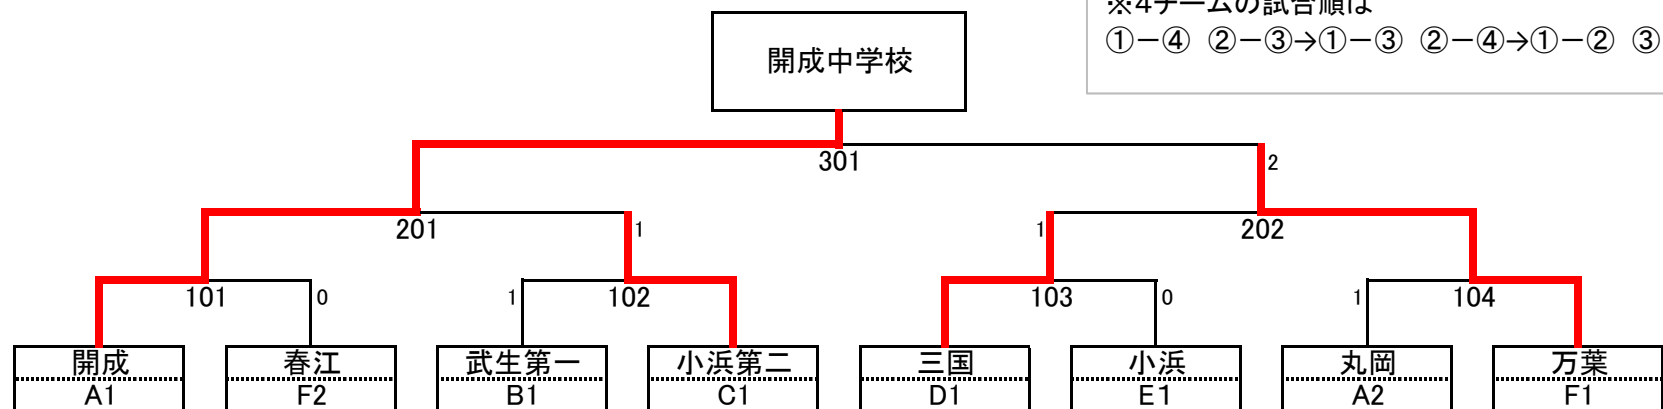 ※4チームの試合順は
①－④ ②－③→①－③ ②－④→①－② ③
開成中学校
301
2
201
1
1
202
101
0
1
102
103
0
1
104
開成
春江
武生第一
小浜第二
三国
小浜
丸岡
万葉
A1
F2
B1
C1
D1
E1
A2
F1